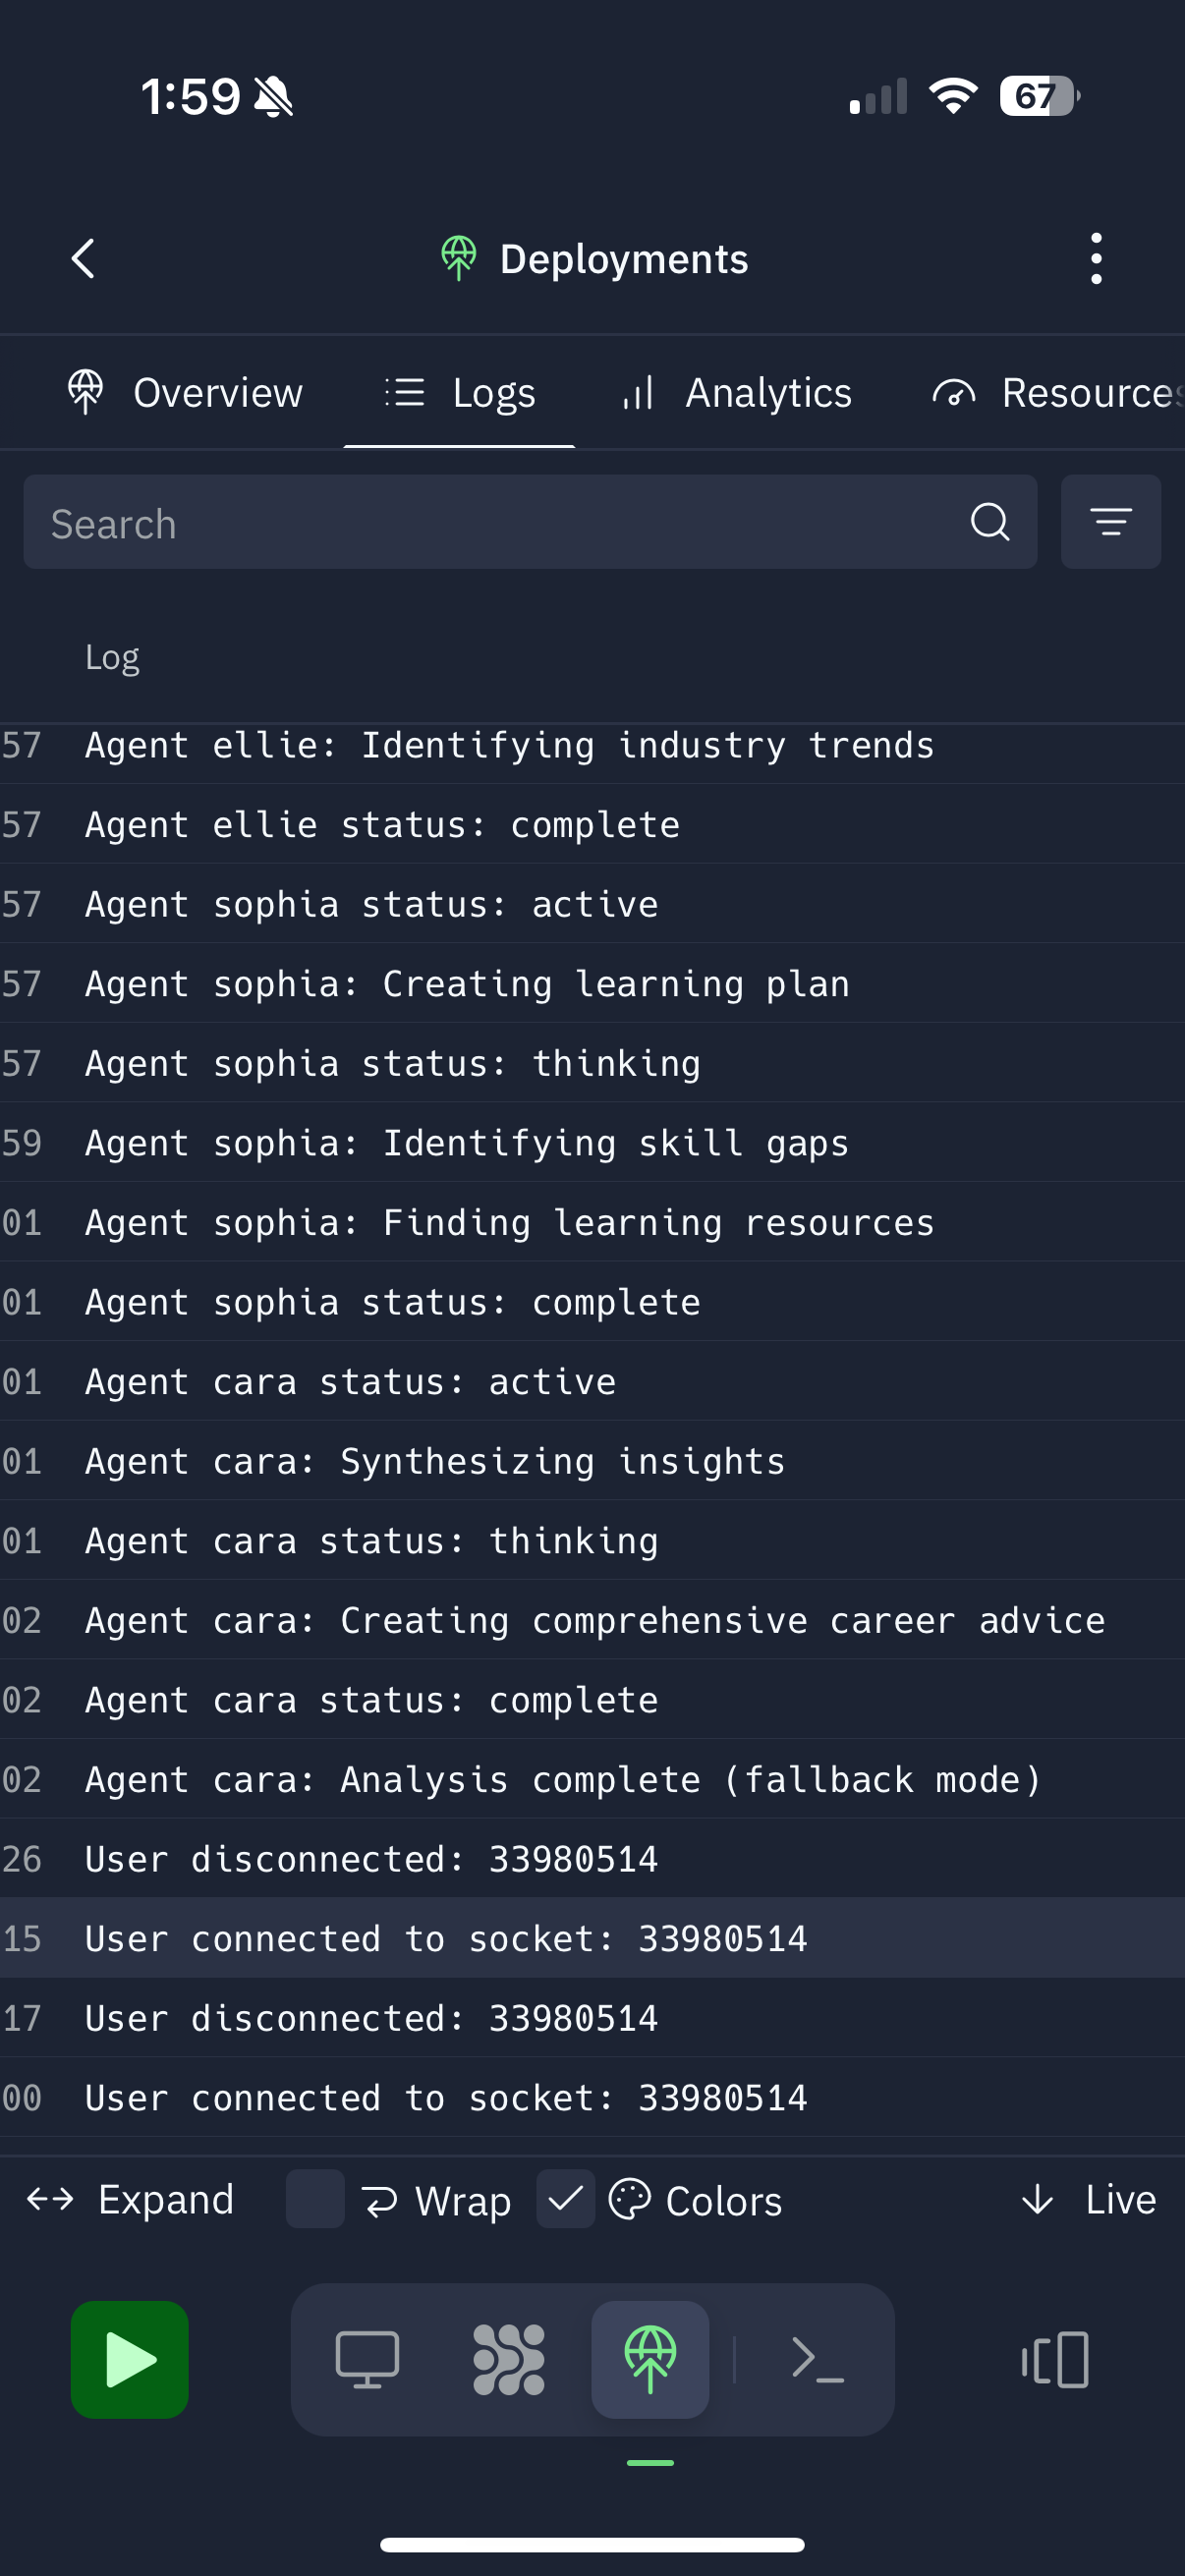 1:59
67
Deployments
Overview Logs Analytics Resources
Search
Log
57 Agent ellie: Identifying industry trends
57 Agent ellie status: complete
57 Agent sophia status: active
57 Agent sophia: Creating learning plan
57 Agent sophia status: thinking
59 Agent sophia: Identifying skill gaps
01 Agent sophia: Finding learning resources
01 Agent sophia status: complete
01 Agent cara status: active
01 Agent cara: Synthesizing insights
01 Agent cara status: thinking
02 Agent cara: Creating comprehensive career advice
02 Agent cara status: complete
02 Agent cara: Analysis complete (fallback mode)
26 User disconnected: 33980514
15 User connected to socket: 33980514
17 User disconnected: 33980514
00 User connected to socket: 33980514
Expand Wrap Colors Live